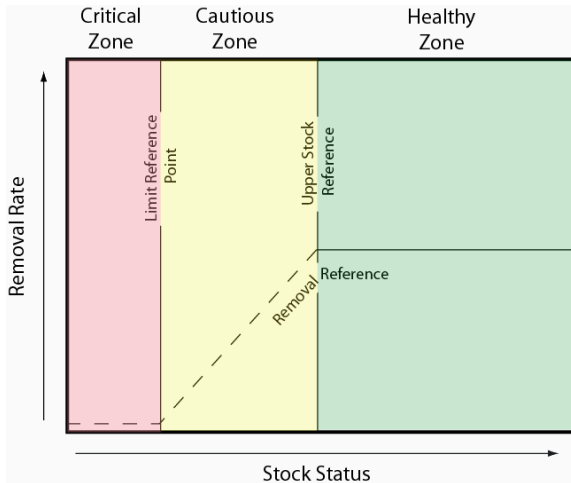 Critical
Zone
Cautious
Zone
Healthy
Zone
Removal Rate
Limit Reference
Point
Upper Stock
Reference
Removal Reference
Stock Status